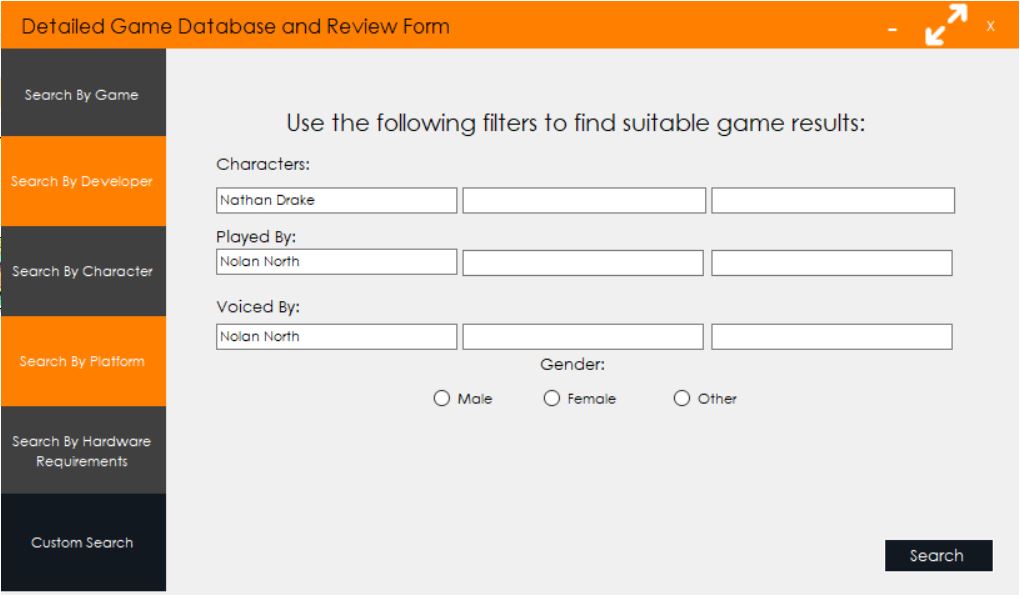 Detailed Game Database and Review Form
X
Search By Game
Search By Developer
Search By Character
Search By Platform
Search By Hardware
Requirements
Custom Search
Use the following filters to find suitable game results:
Characters:
Nathan Drake
Played By:
Nolan North
Voiced By:
Nolan North
Gender:
Male Female Other
Search